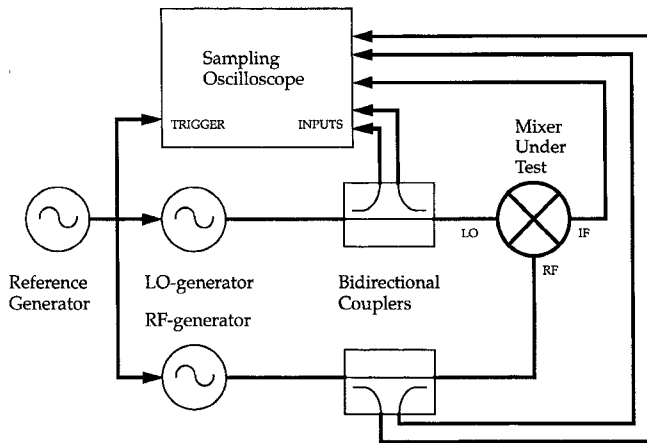 Sampling
Oscilloscope
TRIGGER
INPUTS
Mixer
Under
Test
LO
IF
RF
Reference
Generator
LO-generator
RF-generator
Bidirectional
Couplers